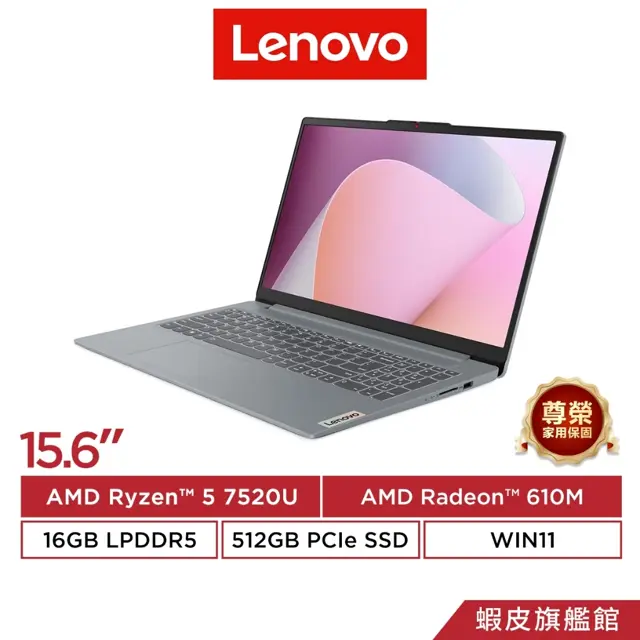 Lenovo
Lenovo
尊榮
家用保固
15.6″
AMD Ryzen™ 5 7520U
AMD Radeon™ 610M
16GB LPDDR5
512GB PCIe SSD
WIN11
蝦皮旗艦館